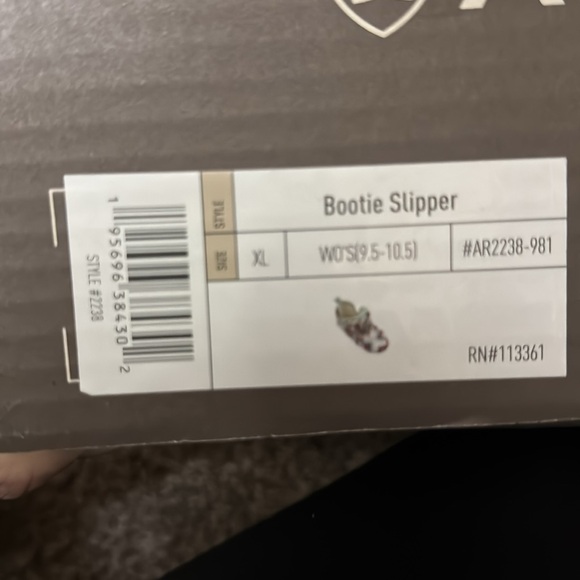 STYLE
Bootie Slipper
SIZE
XL
WO'S(9.5-10.5)
#AR2238-981
RN#113361
1 95696 38430 2
STYLE #2238